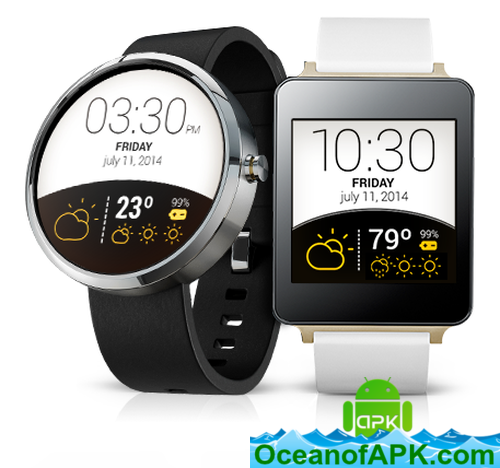 03:30 PM
FRIDAY
july 11, 2014
23º 99%
10:30
FRIDAY
july 11, 2014
79º 99%
APK
OceanofAPK.com